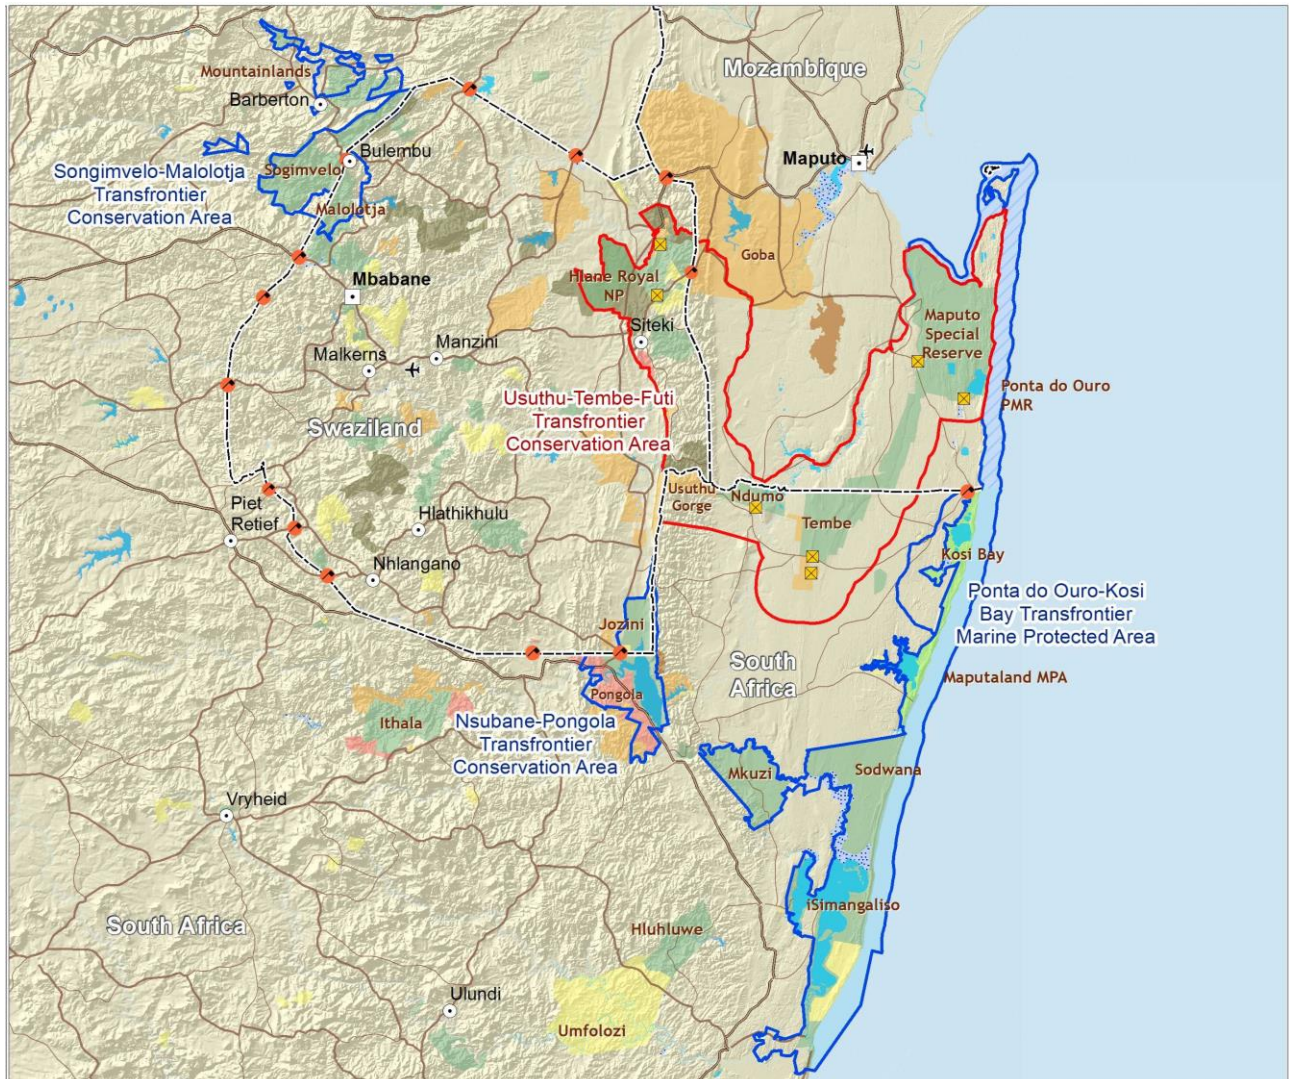 Mozambique
Mountainlands
Barberton
Maputo
Bulembu
Songimvelo-Malolotja
Transfrontier
Conservation Area
Sogimvelo
Malolotja
Goba
Mbabane
Hlane Royal
NP
Siteki
Maputo
Special
Reserve
Manzini
Malkerns
Ponta do Ouro
PMR
Usuthu-Tembe-Futi
Transfrontier
Conservation Area
Swaziland
Usuthu
Gorge
Ndumo
Tembe
Piet
Retief
Hlathikhulu
Kosi Bay
Nhlangano
Ponta do Ouro-Kosi
Bay Transfrontier
Marine Protected Area
Jozini
South
Africa
Maputaland MPA
Pongola
Ithala
Nsubane-Pongola
Transfrontier
Conservation Area
Mkuzi
Sodwana
Vryheid
iSimangaliso
South Africa
Hluhluwe
Ulundi
Umfolozi